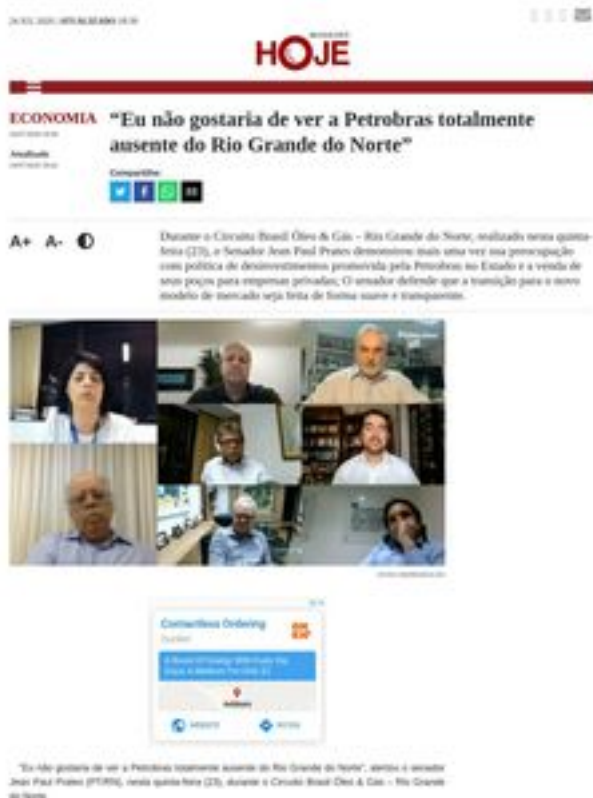 HOJE
ECONOMIA
“Eu não gostaria de ver a Petrobras totalmente
ausente do Rio Grande do Norte”
Atualizado
Compartilhe
A+ A-
Durante o Circuito Brasil Óleo & Gás – Rio Grande do Norte, realizado nesta quinta-
feira (23), o Senador Jean Paul Prates demonstrou mais uma vez sua preocupação
com política de desinvestimentos promovida pela Petrobras no Estado e a venda de
seus poços para empresas privadas; O senador defende que a transição para o novo
modelo de mercado seja feita de forma suave e transparente.
Contactless Ordering
WEBSITE
"Eu não gostaria de ver a Petrobras totalmente ausente do Rio Grande do Norte", alertou o senador
Jean Paul Prates (PT/RN), nesta quinta-feira (23), durante o Circuito Brasil Óleo & Gás – Rio Grande
do Norte